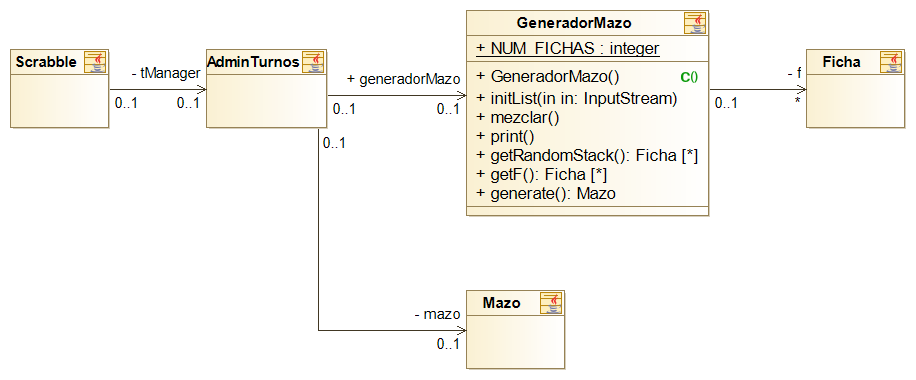 Scrabble
- tManager
0..1
0..1
AdminTurnos
+ generadorMazo
0..1
0..1
0..1
GeneradorMazo
+ NUM_FICHAS : integer
+ GeneradorMazo()
C()
+ initList(in in: InputStream)
+ mezclar()
+ print()
+ getRandomStack(): Ficha [*]
+ getF(): Ficha [*]
+ generate(): Mazo
- f
0..1
*
Ficha
- mazo
0..1
Mazo